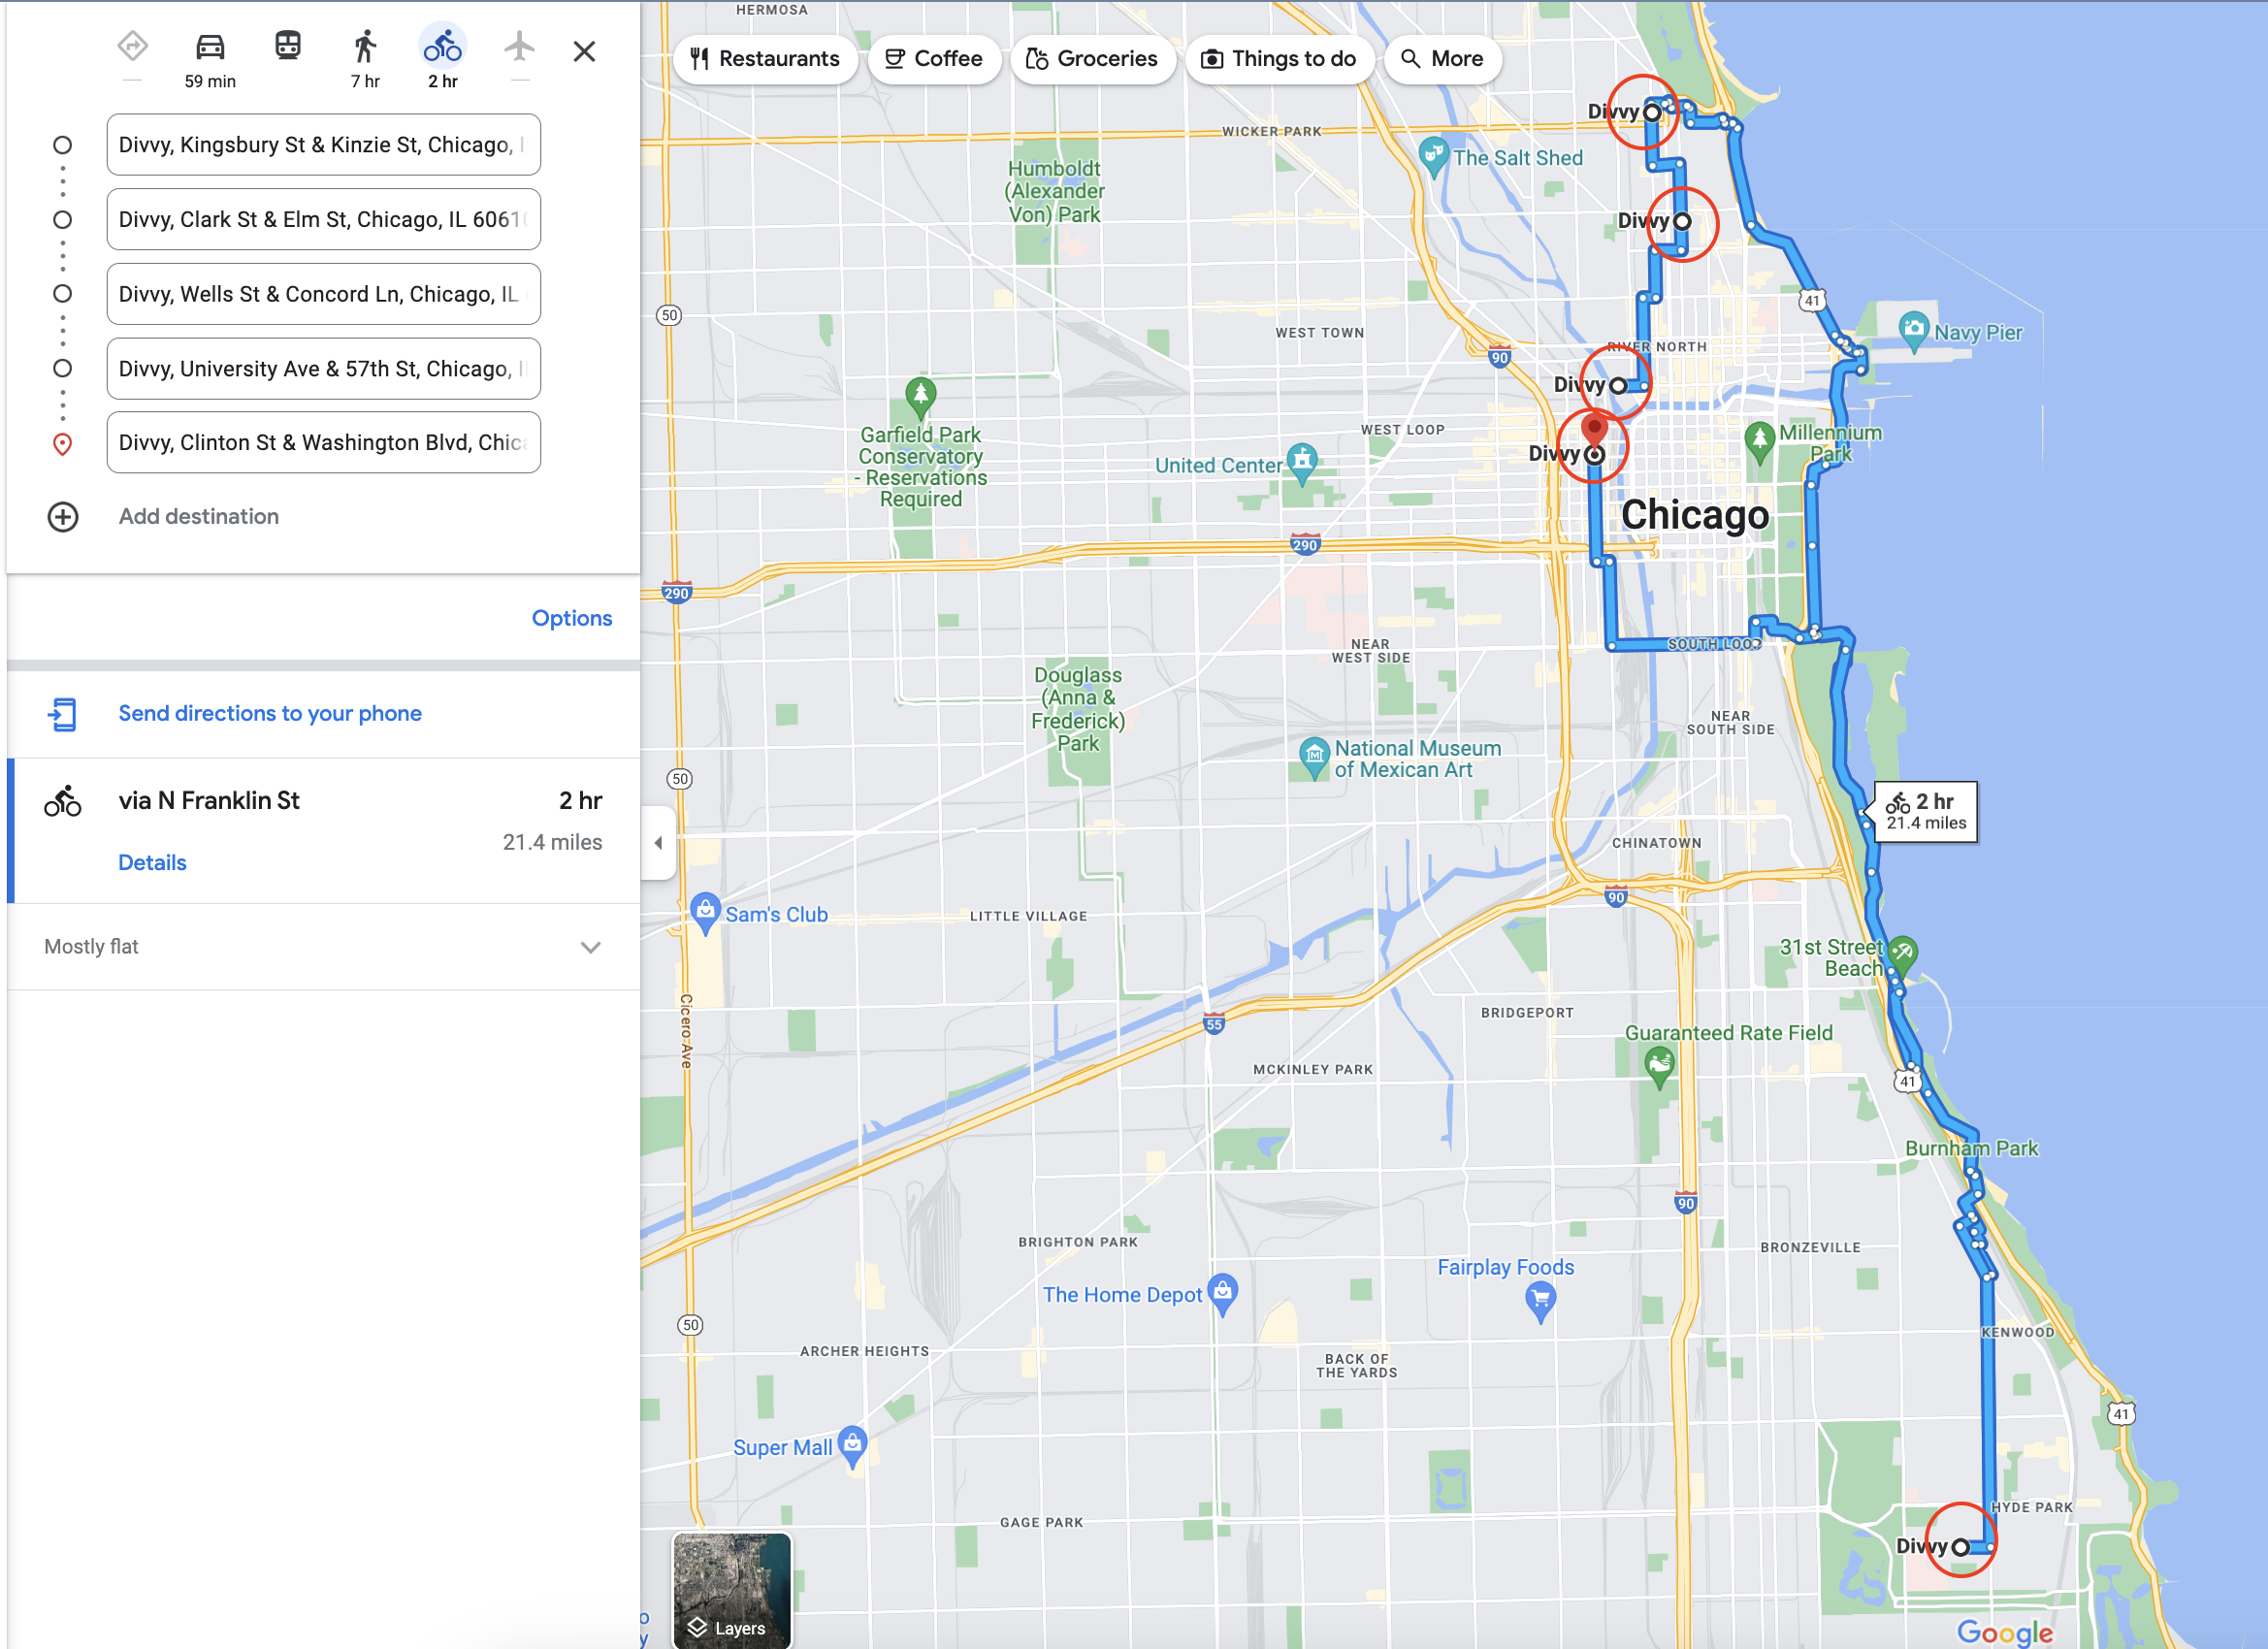 59 min
7 hr
2 hr
Divvy, Kingsbury St & Kinzie St, Chicago,
Divvy, Clark St & Elm St, Chicago, IL 6061
Divvy, Wells St & Concord Ln, Chicago, IL
Divvy, University Ave & 57th St, Chicago,
Divvy, Clinton St & Washington Blvd, Chic
Add destination
Options
Send directions to your phone
via N Franklin St
2 hr
21.4 miles
Details
Mostly flat
Restaurants
Coffee
Groceries
Things to do
More
HERMOSA
WICKER PARK
Humboldt
(Alexander
Von) Park
The Salt Shed
Divvy
Divvy
50
WEST TOWN
90
RIVER NORTH
41
Navy Pier
Divvy
Garfield Park
Conservatory
- Reservations
Required
WEST LOOP
United Center
Divvy
Millennium
Park
Chicago
290
290
NEAR
WEST SIDE
SOUTH LOOP
Douglass
(Anna &
Frederick)
Park
NEAR
SOUTH SIDE
National Museum
of Mexican Art
50
2 hr
21.4 miles
CHINATOWN
90
Sam's Club
LITTLE VILLAGE
31st Street
Beach
Cicero Ave
55
BRIDGEPORT
Guaranteed Rate Field
MCKINLEY PARK
41
Burnham Park
90
BRIGHTON PARK
BRONZEVILLE
The Home Depot
Fairplay Foods
50
KENWOOD
ARCHER HEIGHTS
BACK OF
THE YARDS
41
Super Mall
GAGE PARK
HYDE PARK
Divvy
Layers
Google